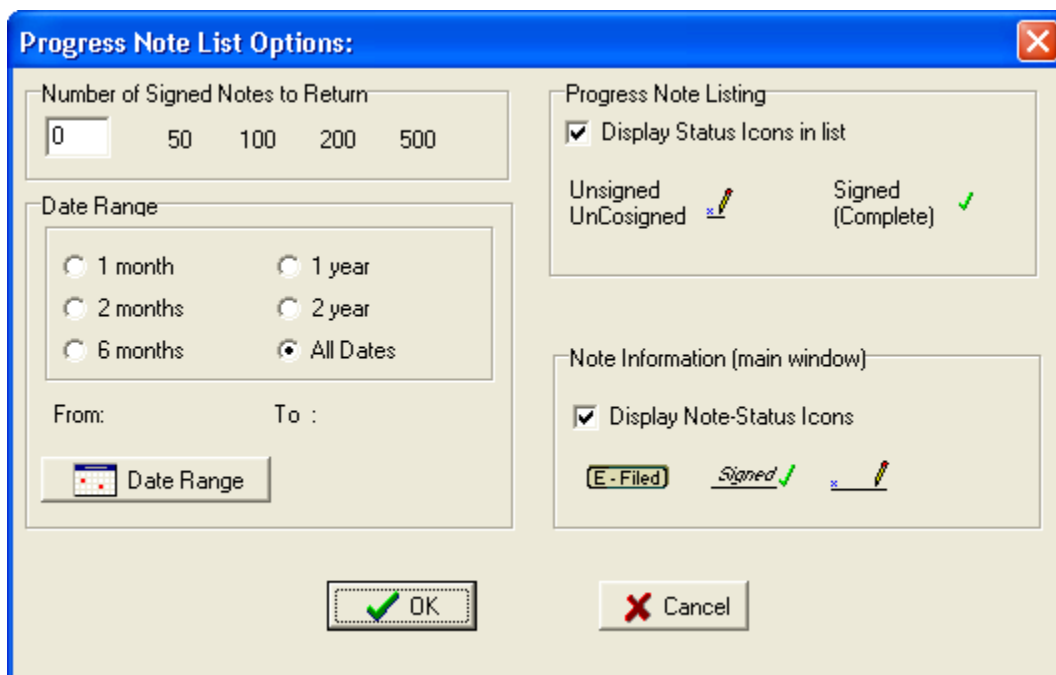 Progress Note List Options:
Number of Signed Notes to Return
0 50 100 200 500
Date Range
1 month 1 year
2 months 2 year
6 months All Dates
From: To :
Date Range
Progress Note Listing
Display Status Icons in list
Unsigned
UnCosigned
Signed
(Complete)
Note Information (main window)
Display Note-Status Icons
E - Filed Signed x
OK Cancel